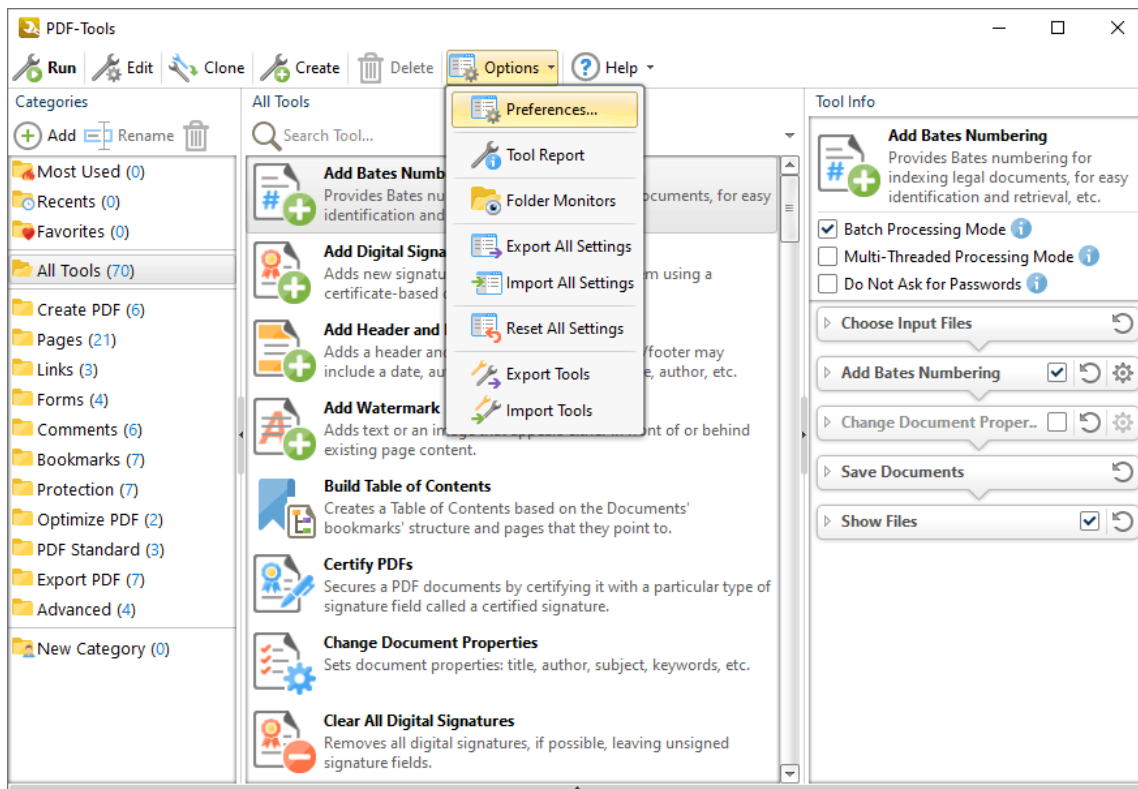 PDF-Tools
Run Edit Clone Create Delete Options Help
Categories
Add Rename
Most Used (0)
Recents (0)
Favorites (0)
All Tools (70)
Create PDF (6)
Pages (21)
Links (3)
Forms (4)
Comments (6)
Bookmarks (7)
Protection (7)
Optimize PDF (2)
PDF Standard (3)
Export PDF (7)
Advanced (4)
New Category (0)
All Tools
Search Tool...
Add Bates Numb
Provides Bates nu ocuments, for easy
identification and
Add Digital Signa
Adds new signatu m using a
certificate-based
Add Header and
Adds a header and /footer may
include a date, au e, author, etc.
Add Watermark
Adds text or an ont of or behind
existing page content.
Build Table of Contents
Creates a Table of Contents based on the Documents'
bookmarks' structure and pages that they point to.
Certify PDFs
Secures a PDF documents by certifying it with a particular type of
signature field called a certified signature.
Change Document Properties
Sets document properties: title, author, subject, keywords, etc.
Clear All Digital Signatures
Removes all digital signatures, if possible, leaving unsigned
signature fields.
Preferences...
Tool Report
Folder Monitors
Export All Settings
Import All Settings
Reset All Settings
Export Tools
Import Tools
Tool Info
Add Bates Numbering
Provides Bates numbering for
indexing legal documents, for easy
identification and retrieval, etc.
Batch Processing Mode
Multi-Threaded Processing Mode
Do Not Ask for Passwords
Choose Input Files
Add Bates Numbering
Change Document Proper..
Save Documents
Show Files